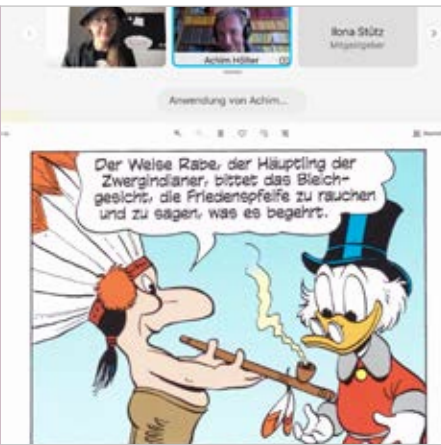 Ilona Stütz
Mitgastgeber
Achim Hölter
Anwendung von Achim...
Der Weise Rabe, der Häuptling der
Zwergindianer, bittet das Bleich-
gesicht, die Friedenspfeife zu rauchen
und zu sagen, was es begehrt.